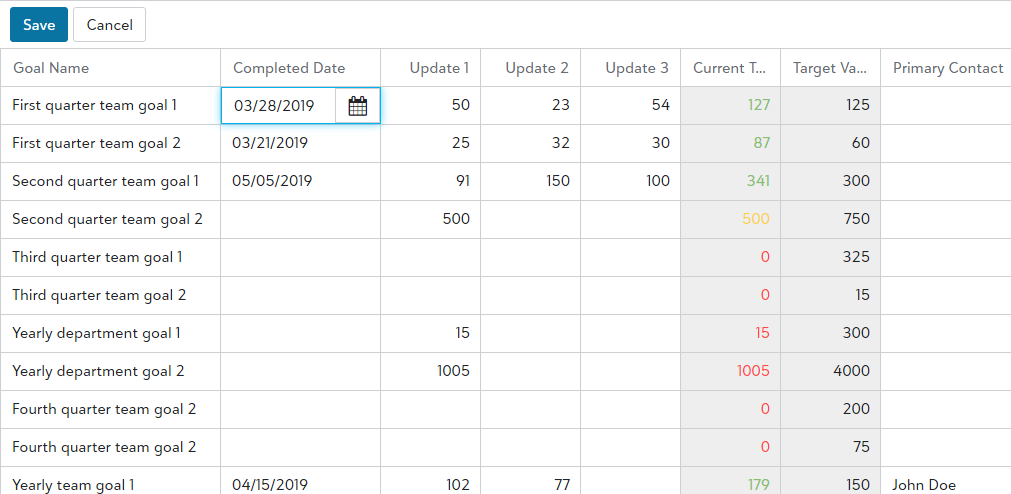 Save Cancel
Goal Name Completed Date Update 1 Update 2 Update 3 Current T... Target Va... Primary Contact
First quarter team goal 1 03/28/2019 50 23 54 127 125
First quarter team goal 2 03/21/2019 25 32 30 87 60
Second quarter team goal 1 05/05/2019 91 150 100 341 300
Second quarter team goal 2 500 500 750
Third quarter team goal 1 0 325
Third quarter team goal 2 0 15
Yearly department goal 1 15 15 300
Yearly department goal 2 1005 1005 4000
Fourth quarter team goal 2 0 200
Fourth quarter team goal 2 0 75
Yearly team goal 1 04/15/2019 102 77 179 150 John Doe